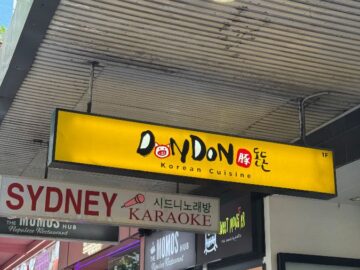 DonDon 豚 돈돈
Korean Cuisine
1F
SYDNEY 시드니노래방
KARAOKE
THE MOMOS HUB
Nepalese Restaurant
THE MOMOS HUB